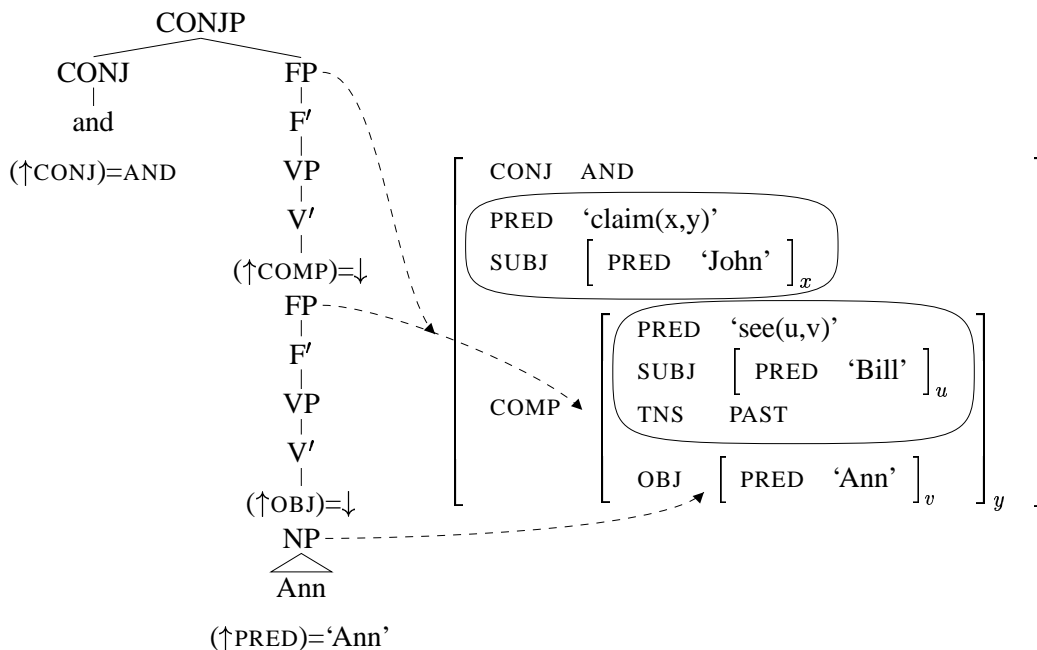 CONJP
CONJ FP
and F′
(↑CONJ)=AND VP
V′
(↑COMP)=↓
FP
F′
VP
V′
(↑OBJ)=↓
NP
Ann
(↑PRED)=‘Ann’
CONJ AND
PRED ‘claim(x,y)’
SUBJ [ PRED ‘John’ ]x
COMP
PRED ‘see(u,v)’
SUBJ [ PRED ‘Bill’ ]u
TNS PAST
OBJ [ PRED ‘Ann’ ]v
y